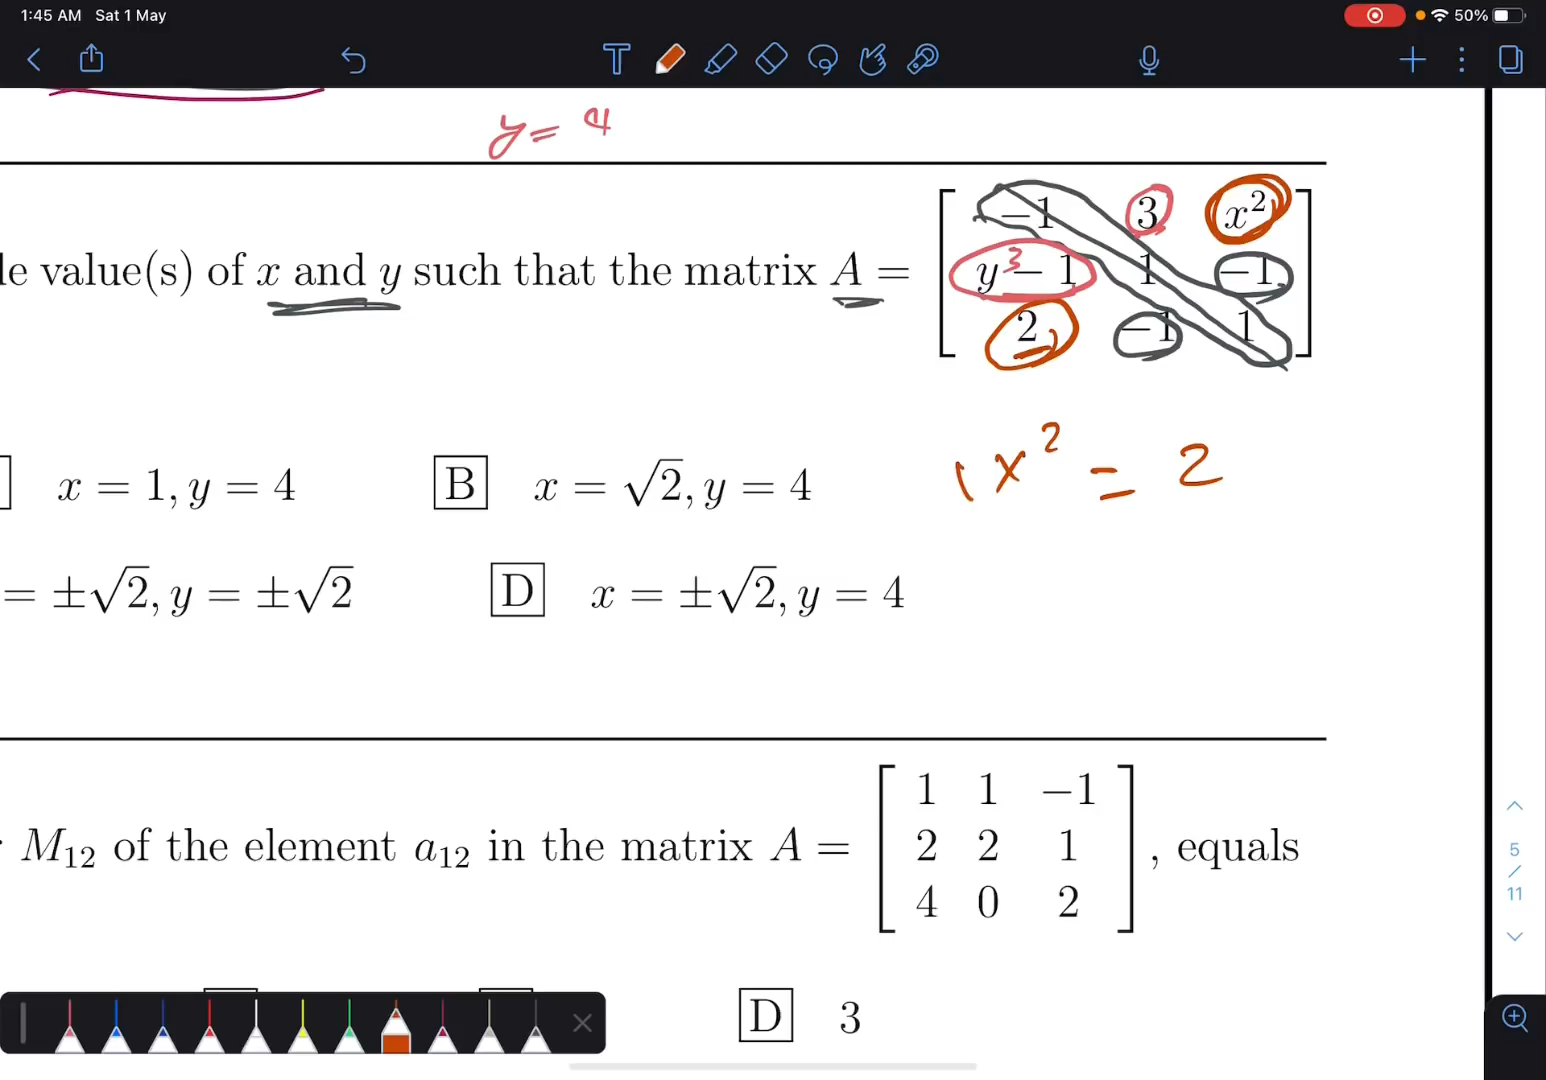 1:45 AM Sat 1 May
50%
y = 4
le value(s) of x and y such that the matrix A =
−1 3 x²
y ³ − 1 1 −1
2 −1 1
x² = 2
x = 1, y = 4
B x = √2, y = 4
= ±√2, y = ±√2
D x = ±√2, y = 4
M₁₂ of the element a₁₂ in the matrix A =
1 1 −1
2 2 1
4 0 2
, equals
5
/
11
D 3